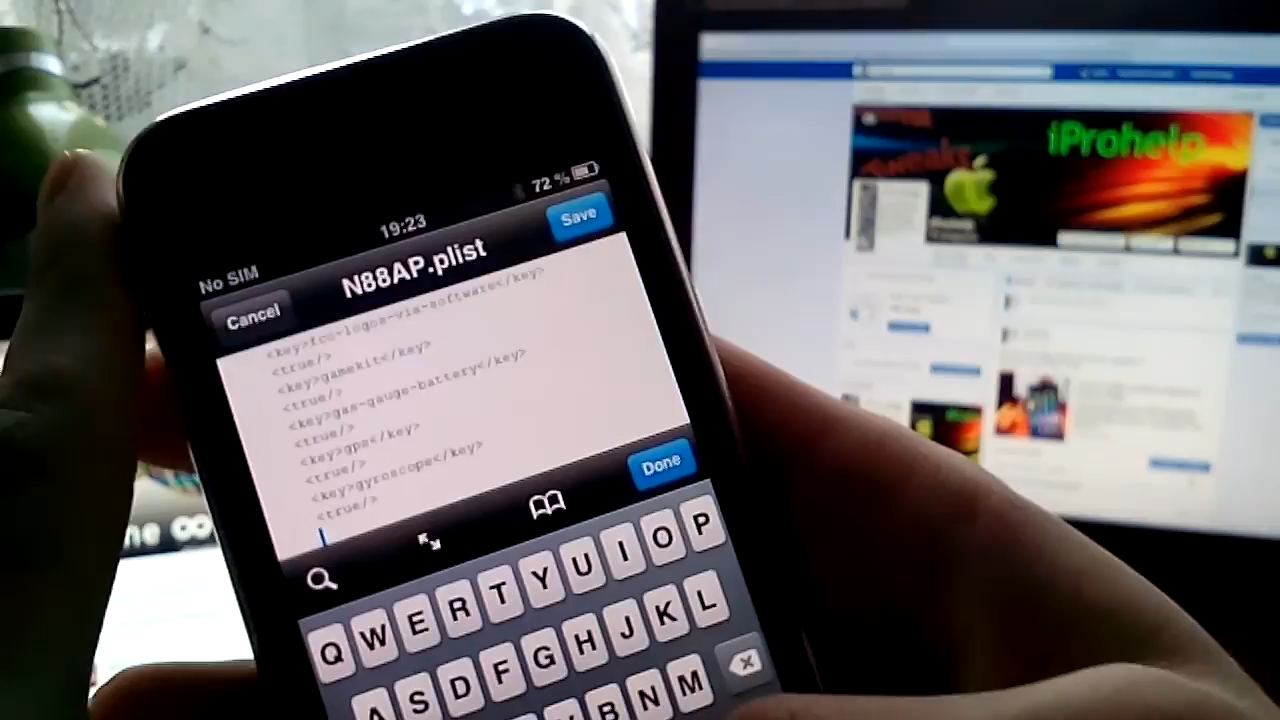 iProhelp
Tweaks
72 %
19:23
No SIM
Save
N88AP.plist
Cancel
<key>fcc-logos-via-software</key>
<true/>
<key>gamekit</key>
<true/>
<key>gas-gauge-battery</key>
<true/>
<key>gps</key>
<true/>
<key>gyroscope</key>
<true/>
Done
Q W E R T Y U I O P
A S D F G H J K L
B N M